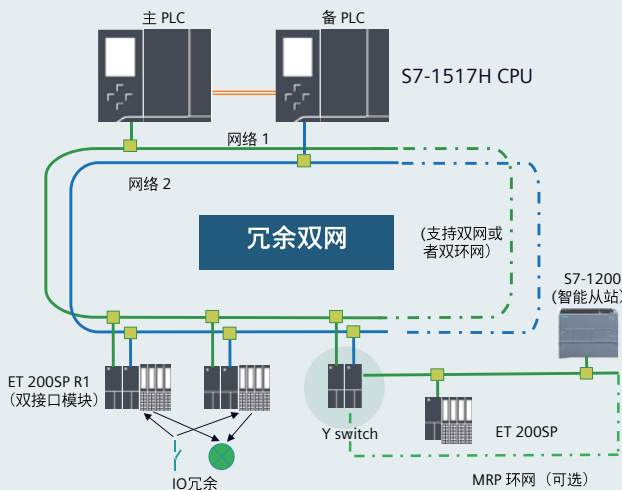 主 PLC
备 PLC
S7-1517H CPU
网络 1
网络 2
冗余双网
(支持双网或
者双环网）
S7-1200
(智能从站）
ET 200SP R1
（双接口模块）
Y switch
ET 200SP
IO冗余
MRP 环网（可选）